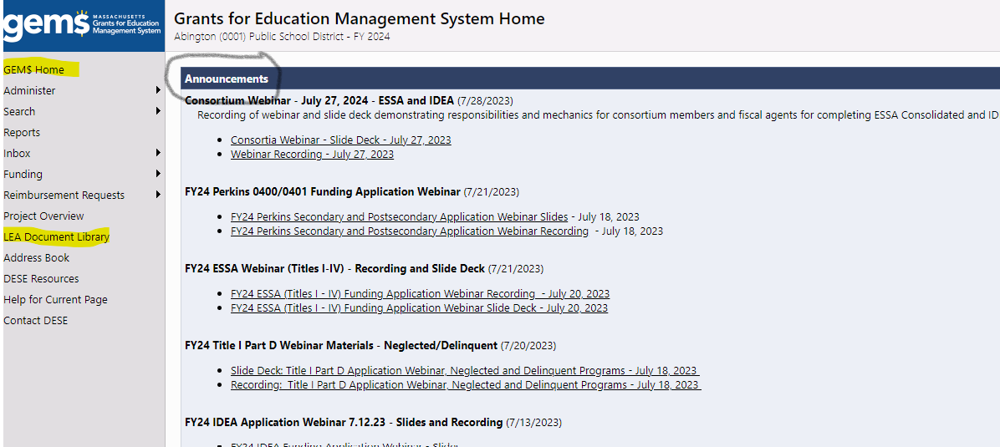 gem$ MASSACHUSETTS
Grants for Education
Management System
Grants for Education Management System Home
Abington (0001) Public School District - FY 2024
GEM$ Home
Administer
Search
Reports
Inbox
Funding
Reimbursement Requests
Project Overview
LEA Document Library
Address Book
DESE Resources
Help for Current Page
Contact DESE
Announcements
Consortium Webinar - July 27, 2024 - ESSA and IDEA (7/28/2023)
Recording of webinar and slide deck demonstrating responsibilities and mechanics for consortium members and fiscal agents for completing ESSA Consolidated and ID
Consortia Webinar - Slide Deck - July 27, 2023
Webinar Recording - July 27, 2023
FY24 Perkins 0400/0401 Funding Application Webinar (7/21/2023)
FY24 Perkins Secondary and Postsecondary Application Webinar Slides - July 18, 2023
FY24 Perkins Secondary and Postsecondary Application Webinar Recording - July 18, 2023
FY24 ESSA Webinar (Titles I-IV) - Recording and Slide Deck (7/21/2023)
FY24 ESSA (Titles I - IV) Funding Application Webinar Recording - July 20, 2023
FY24 ESSA (Titles I - IV) Funding Application Webinar Slide Deck - July 20, 2023
FY24 Title I Part D Webinar Materials - Neglected/Delinquent (7/20/2023)
Slide Deck: Title I Part D Application Webinar, Neglected and Delinquent Programs - July 18, 2023
Recording: Title I Part D Application Webinar, Neglected and Delinquent Programs - July 18, 2023
FY24 IDEA Application Webinar 7.12.23 - Slides and Recording (7/13/2023)
FY24 IDEA Funding Application Webinar - Slides